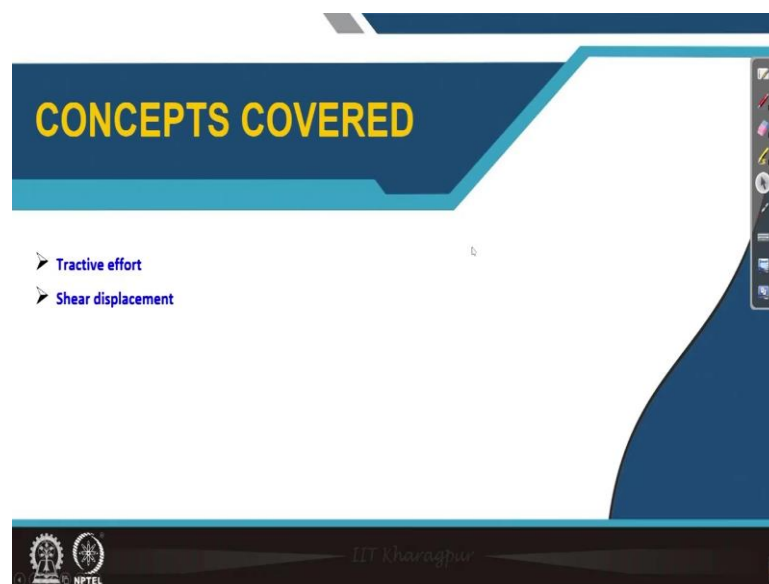 CONCEPTS COVERED
Tractive effort
Shear displacement
IIT Kharagpur
NPTEL